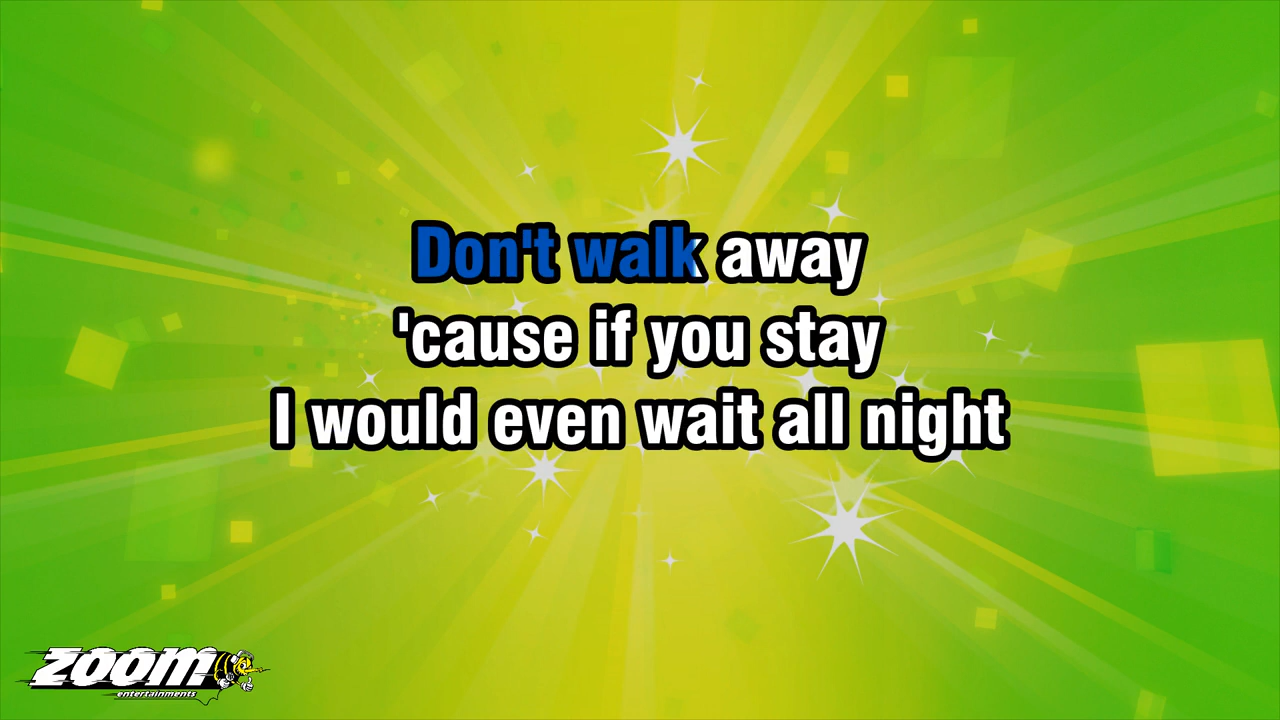 Don't walk away
'cause if you stay
I would even wait all night
zoom
entertainments